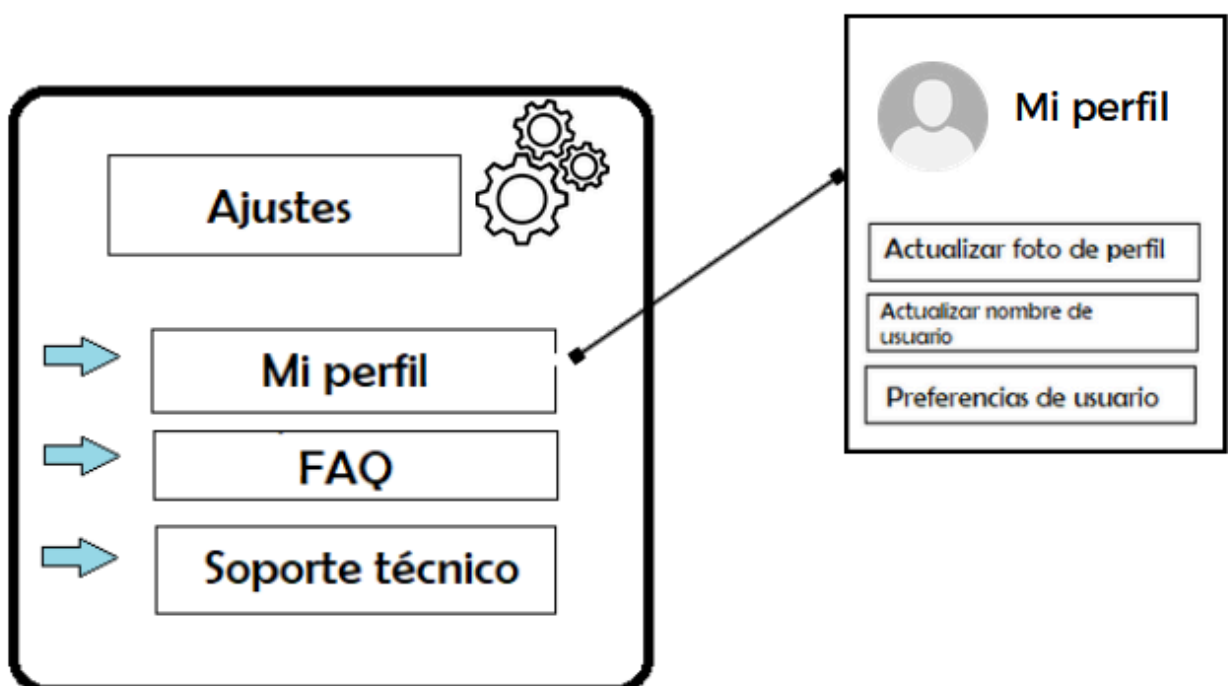 Ajustes
Mi perfil
FAQ
Soporte técnico
Mi perfil
Actualizar foto de perfil
Actualizar nombre de
usuario
Preferencias de usuario